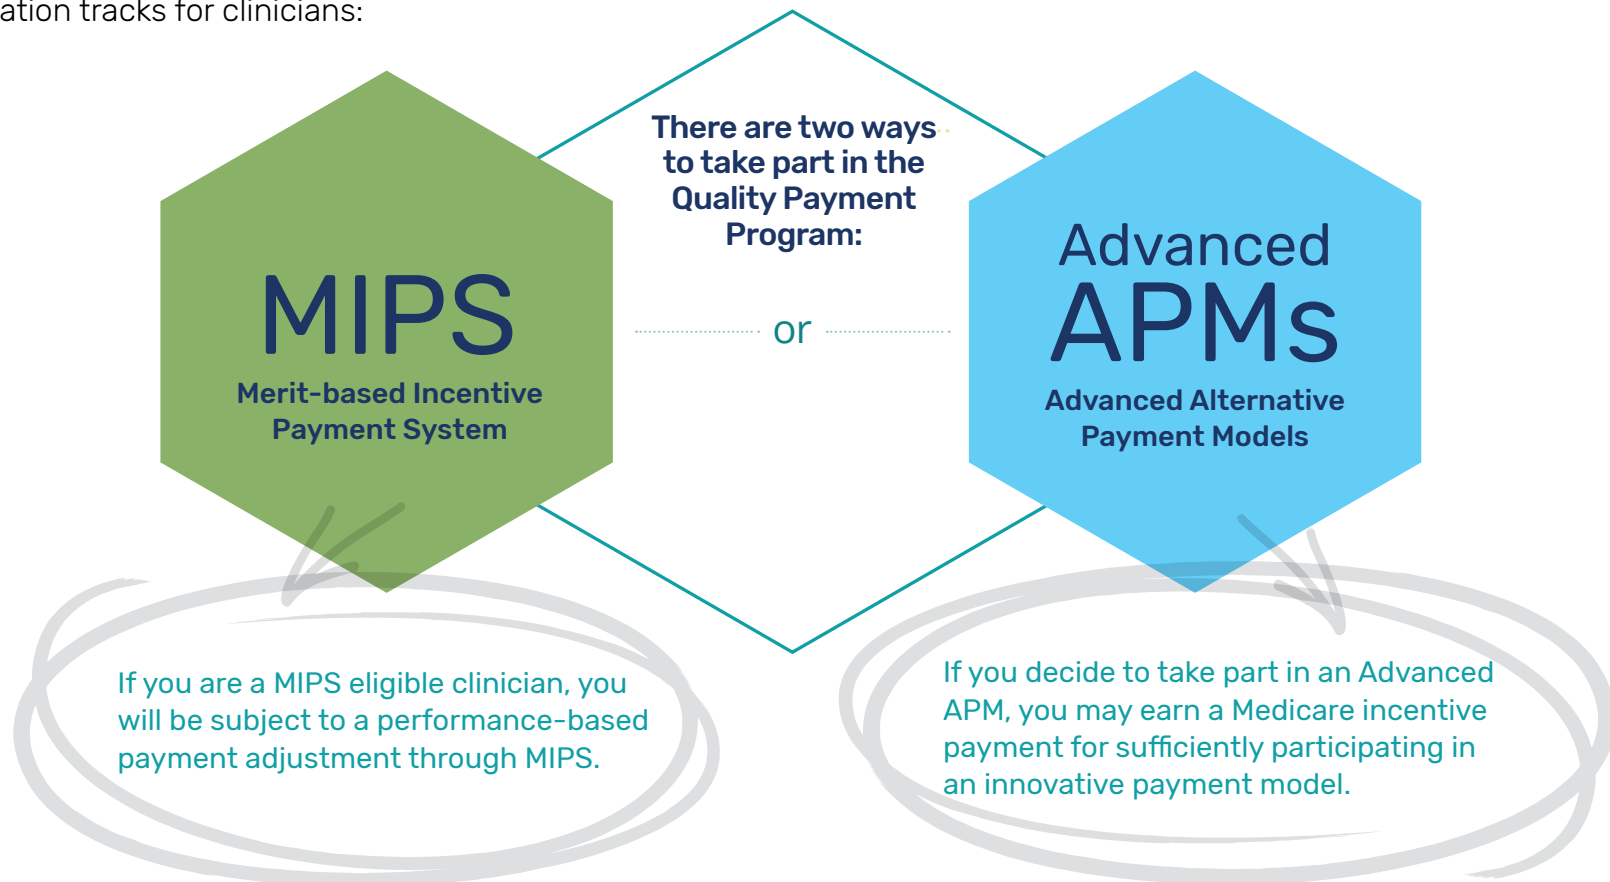 ation tracks for clinicians:
There are two ways
to take part in the
Quality Payment
Program:
MIPS
Merit-based Incentive
Payment System
or
Advanced
APMs
Advanced Alternative
Payment Models
If you are a MIPS eligible clinician, you
will be subject to a performance-based
payment adjustment through MIPS.
If you decide to take part in an Advanced
APM, you may earn a Medicare incentive
payment for sufficiently participating in
an innovative payment model.